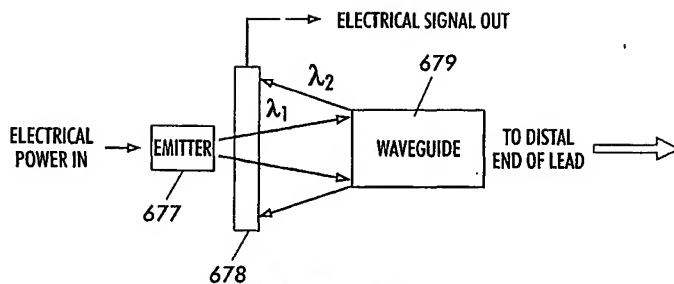 ELECTRICAL SIGNAL OUT
679
λ2
λ1
ELECTRICAL
POWER IN
EMITTER
WAVEGUIDE
TO DISTAL
END OF LEAD
677
678